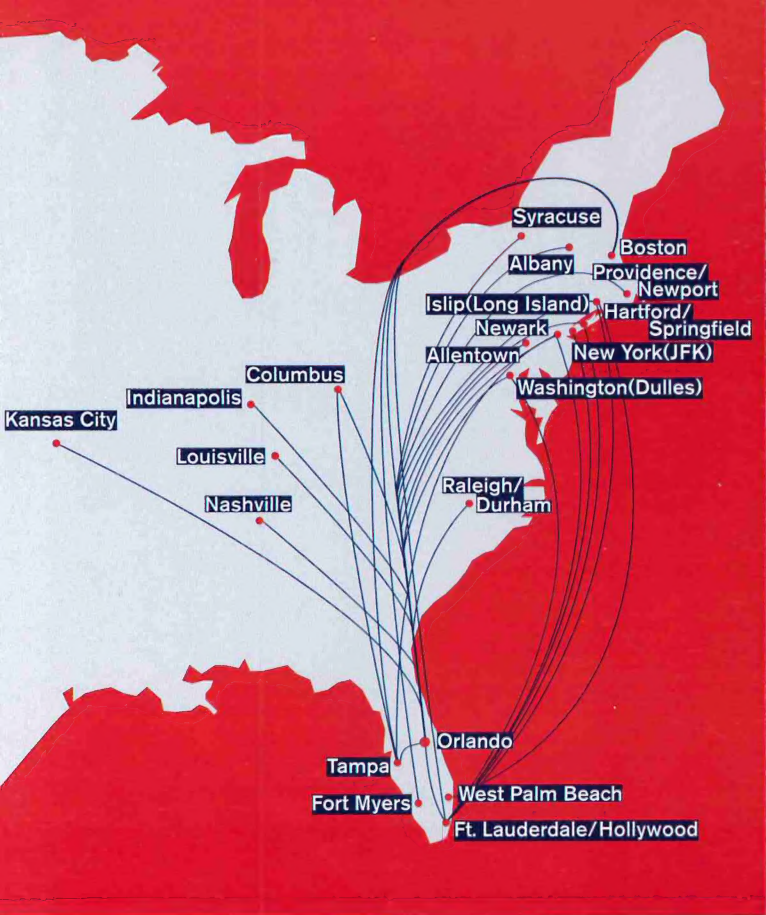 Syracuse
Boston
Albany
Providence/
Newport
Islip(Long Island)
Hartford/
Springfield
Newark
New York(JFK)
Allentown
Columbus
Washington(Dulles)
Indianapolis
Kansas City
Louisville
Raleigh/
Durham
Nashville
Orlando
Tampa
West Palm Beach
Fort Myers
Ft. Lauderdale/Hollywood